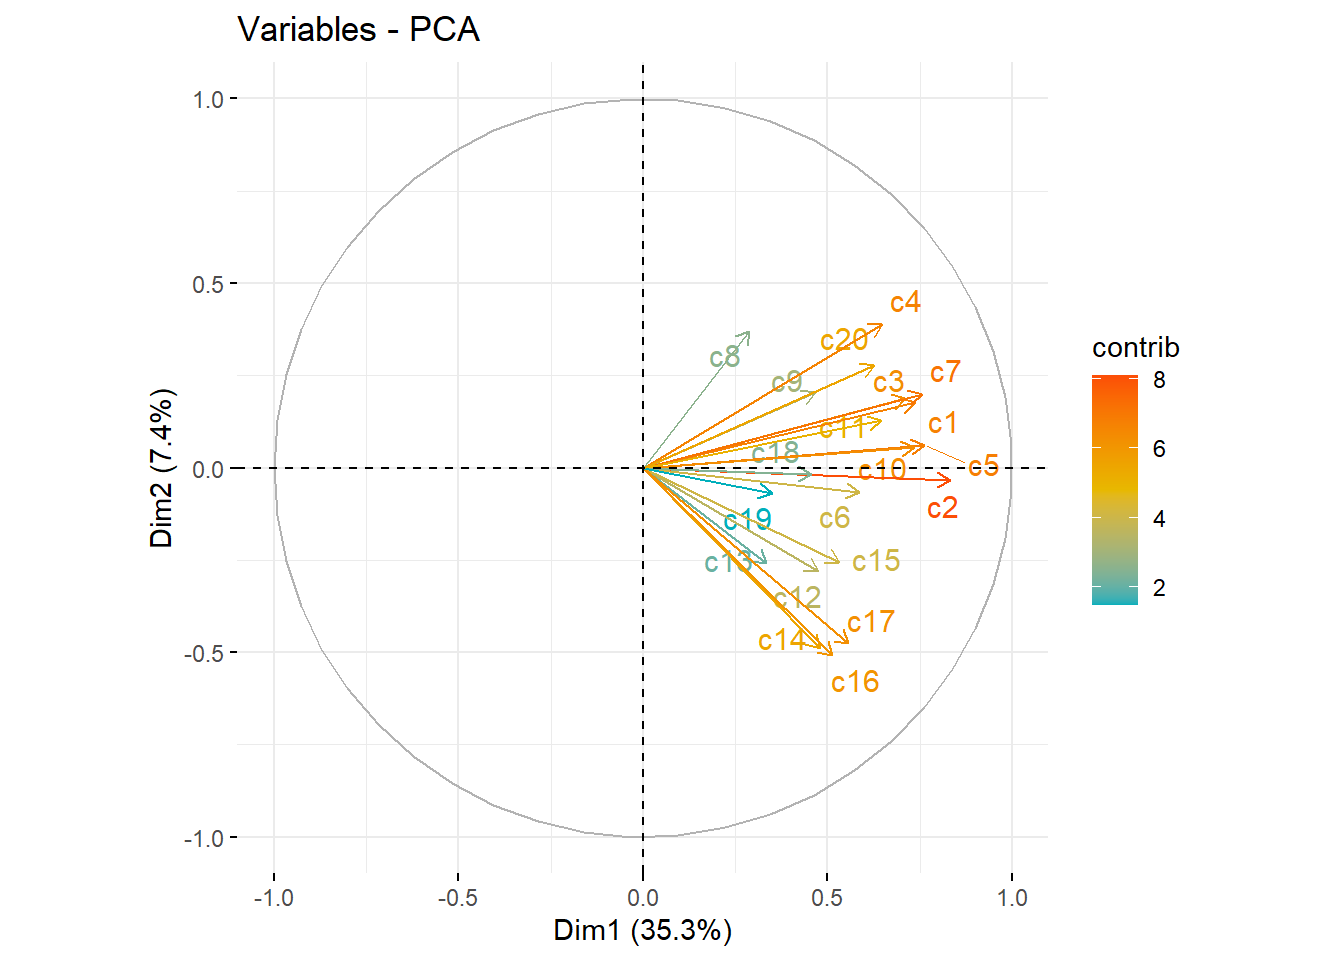 Variables - PCA
1.0
0.5
0.0
-0.5
-1.0
Dim2 (7.4%)
c4
c20
c8
c7
c9
c3
c1
c11
c18
c5
c10
c2
c6
c19
c15
c13
c12
c17
c14
c16
-1.0
-0.5
0.0
0.5
1.0
Dim1 (35.3%)
contrib
8
6
4
2